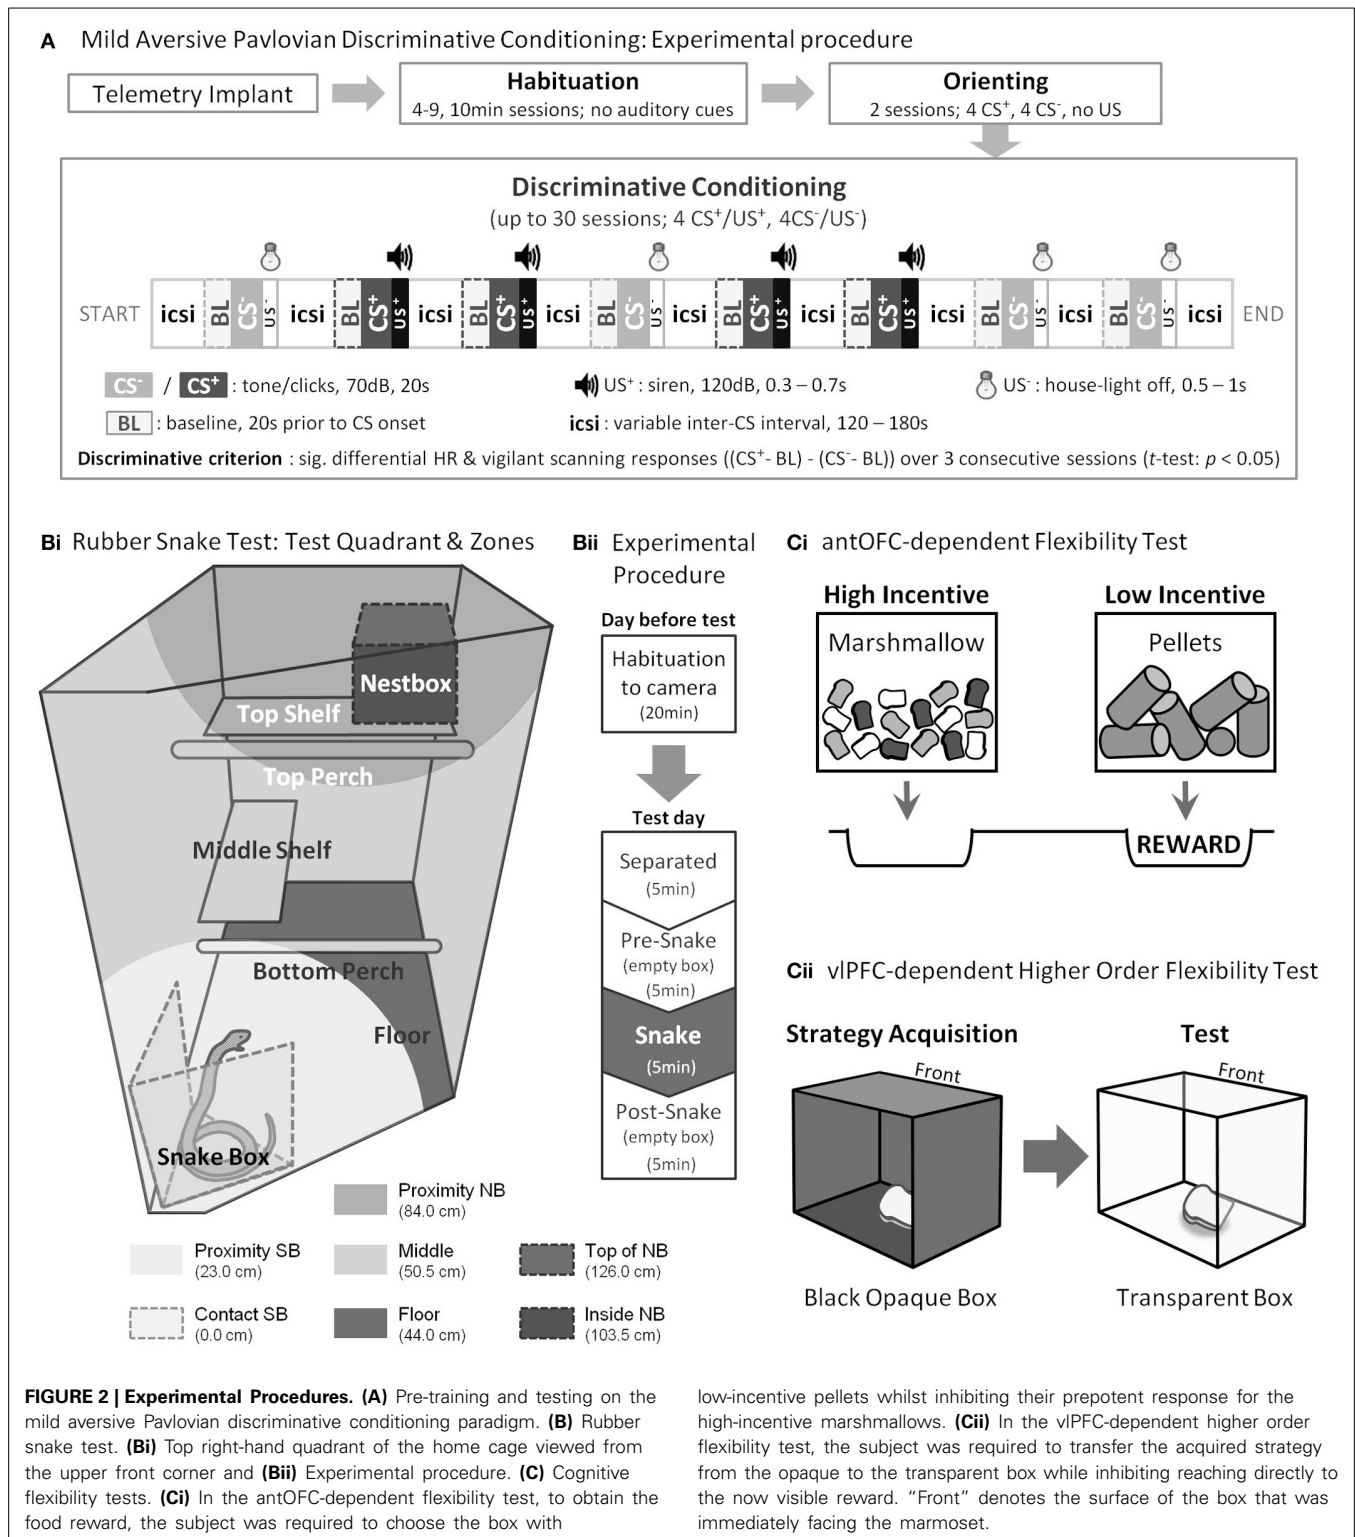 A Mild Aversive Pavlovian Discriminative Conditioning: Experimental procedure
Telemetry Implant
Habituation
4-9, 10min sessions; no auditory cues
Orenting
2 sessions; 4 CS⁺, 4 CS⁻, no US
Discriminative Conditioning
(up to 30 sessions; 4 CS⁺/US⁺, 4CS⁻/US⁻)
START icsi BL CS⁻ US⁻ icsi BL CS⁺ US⁺ icsi BL CS⁺ US⁺ icsi BL CS⁻ US⁻ icsi BL CS⁺ US⁺ icsi BL CS⁺ US⁺ icsi BL CS⁻ US⁻ icsi BL CS⁻ US⁻ icsi END
CS⁻ / CS⁺ : tone/clicks, 70dB, 20s
US⁺ : siren, 120dB, 0.3 – 0.7s
US⁻ : house-light off, 0.5 – 1s
BL : baseline, 20s prior to CS onset
icsi : variable inter-CS interval, 120 – 180s
Discriminative criterion : sig. differential HR & vigilant scanning responses ((CS⁺- BL) - (CS⁻- BL)) over 3 consecutive sessions (t-test: p < 0.05)
Bi Rubber Snake Test: Test Quadrant & Zones
Nestbox
Top Shelf
Top Perch
Middle Shelf
Bottom Perch
Floor
Snake Box
Proximity NB
(84.0 cm)
Proximity SB
(23.0 cm)
Middle
(50.5 cm)
Top of NB
(126.0 cm)
Contact SB
(0.0 cm)
Floor
(44.0 cm)
Inside NB
(103.5 cm)
Bii Experimental
Procedure
Day before test
Habituation
to camera
(20min)
Test day
Separated
(5min)
Pre-Snake
(empty box)
(5min)
Snake
(5min)
Post-Snake
(empty box)
(5min)
Ci antOFC-dependent Flexibility Test
High Incentive
Low Incentive
Marshmallow
Pellets
REWARD
Cii vlPFC-dependent Higher Order Flexibility Test
Strategy Acquisition
Test
Front
Front
Black Opaque Box
Transparent Box
FIGURE 2 | Experimental Procedures. (A) Pre-training and testing on the
mild aversive Pavlovian discriminative conditioning paradigm. (B) Rubber
snake test. (Bi) Top right-hand quadrant of the home cage viewed from
the upper front corner and (Bii) Experimental procedure. (C) Cognitive
flexibility tests. (Ci) In the antOFC-dependent flexibility test, to obtain the
food reward, the subject was required to choose the box with
low-incentive pellets whilst inhibiting their prepotent response for the
high-incentive marshmallows. (Cii) In the vlPFC-dependent higher order
flexibility test, the subject was required to transfer the acquired strategy
from the opaque to the transparent box while inhibiting reaching directly to
the now visible reward. “Front” denotes the surface of the box that was
immediately facing the marmoset.